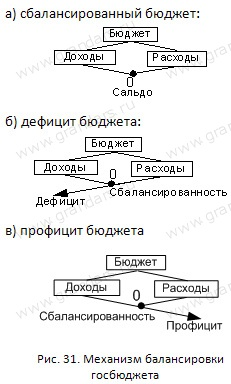 а) сбалансированный бюджет:
Бюджет
Доходы Расходы
0
Сальдо
б) дефицит бюджета:
Бюджет
Доходы Расходы
0
Сбалансированность
Дефицит
в) профицит бюджета
Бюджет
Доходы Расходы
0
Сбалансированность
Профицит
Рис. 31. Механизм балансировки
госбюджета